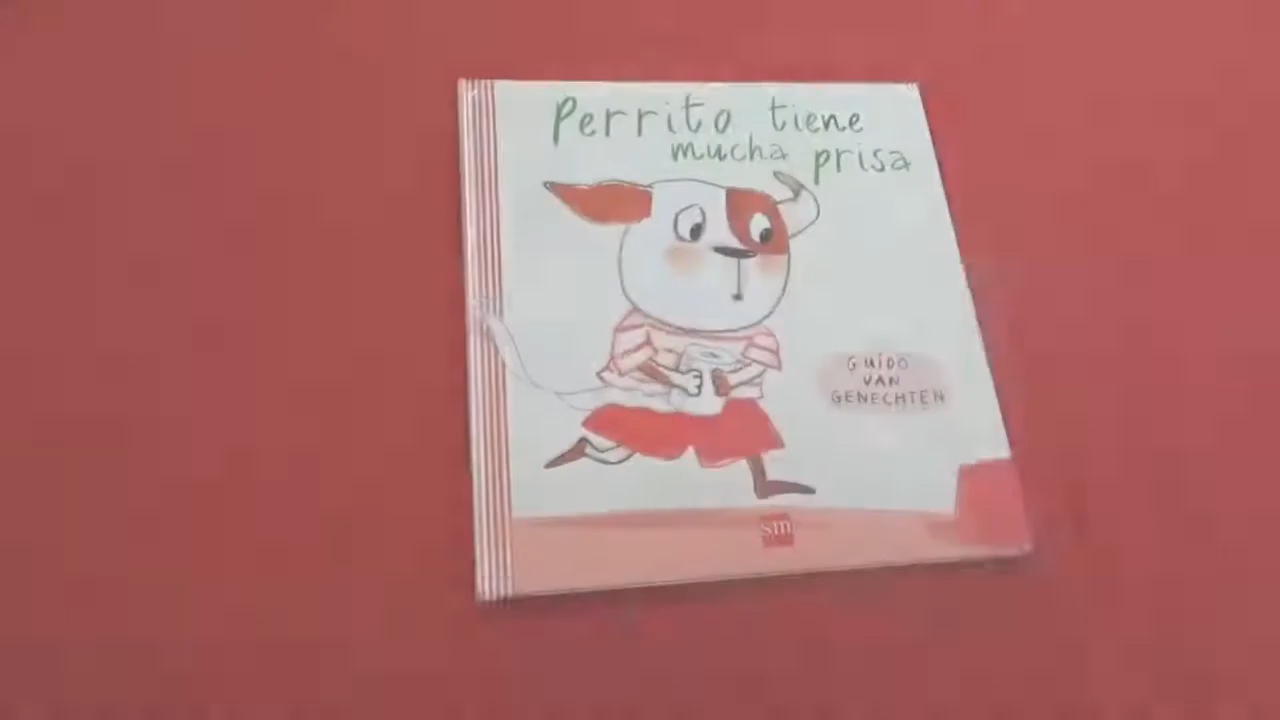 Perrito tiene
mucha prisa
GUIDO
VAN
GENECHTEN
sm